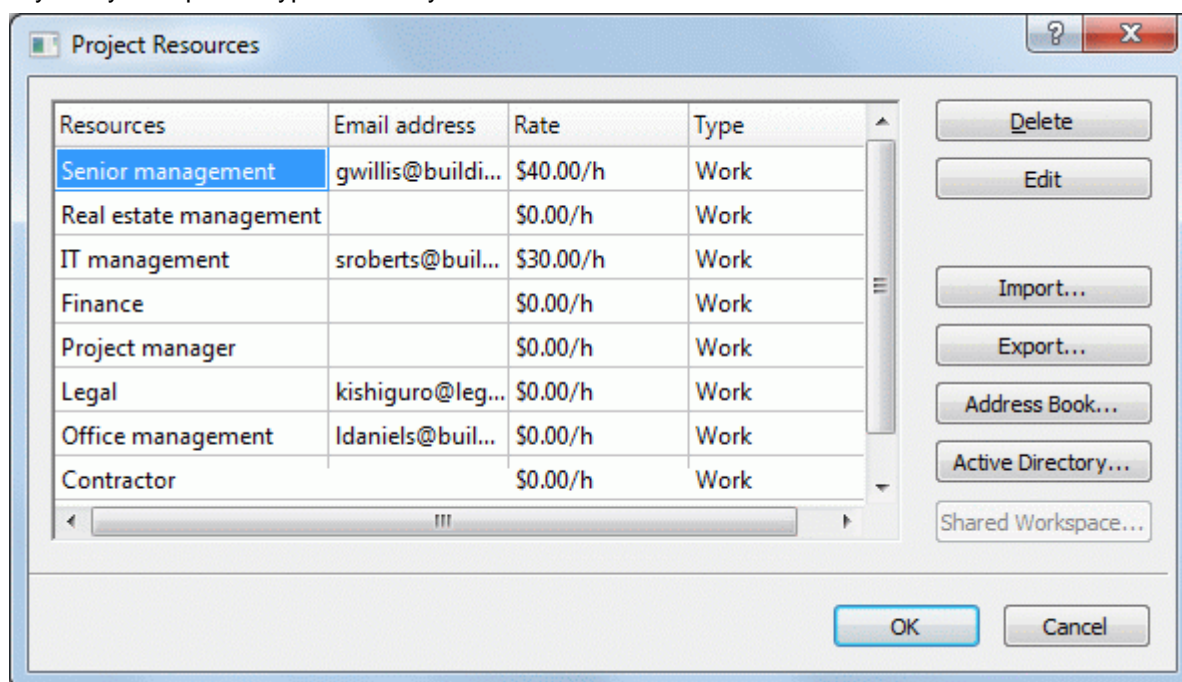 Project Resources
Resources Email address Rate Type
Senior management gwillis@buildi... $40.00/h Work
Real estate management $0.00/h Work
IT management sroberts@buil... $30.00/h Work
Finance $0.00/h Work
Project manager $0.00/h Work
Legal kishiguro@leg... $0.00/h Work
Office management ldaniels@buil... $0.00/h Work
Contractor $0.00/h Work
Delete
Edit
Import...
Export...
Address Book...
Active Directory...
Shared Workspace...
OK Cancel